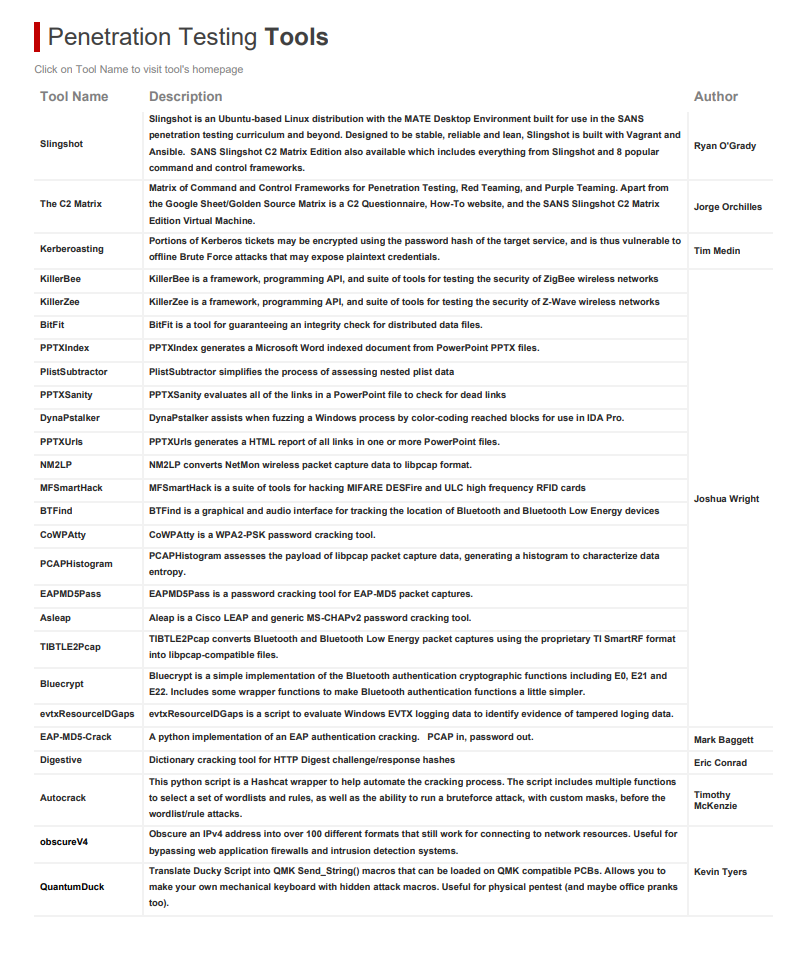 Penetration Testing Tools
Click on Tool Name to visit tool's homepage
Tool Name Description Author
Slingshot
Slingshot is an Ubuntu-based Linux distribution with the MATE Desktop Environment built for use in the SANS
penetration testing curriculum and beyond. Designed to be stable, reliable and lean, Slingshot is built with Vagrant and
Ansible. SANS Slingshot C2 Matrix Edition also available which includes everything from Slingshot and 8 popular
command and control frameworks.
Ryan O'Grady
The C2 Matrix
Matrix of Command and Control Frameworks for Penetration Testing, Red Teaming, and Purple Teaming. Apart from
the Google Sheet/Golden Source Matrix is a C2 Questionnaire, How-To website, and the SANS Slingshot C2 Matrix
Edition Virtual Machine.
Jorge Orchilles
Kerberoasting
Portions of Kerberos tickets may be encrypted using the password hash of the target service, and is thus vulnerable to
offline Brute Force attacks that may expose plaintext credentials.
Tim Medin
KillerBee KillerBee is a framework, programming API, and suite of tools for testing the security of ZigBee wireless networks
KillerZee KillerZee is a framework, programming API, and suite of tools for testing the security of Z-Wave wireless networks
BitFit BitFit is a tool for guaranteeing an integrity check for distributed data files.
PPTXIndex PPTXIndex generates a Microsoft Word indexed document from PowerPoint PPTX files.
PlistSubtractor PlistSubtractor simplifies the process of assessing nested plist data
PPTXSanity PPTXSanity evaluates all of the links in a PowerPoint file to check for dead links
DynaPstalker DynaPstalker assists when fuzzing a Windows process by color-coding reached blocks for use in IDA Pro.
PPTXUrls PPTXUrls generates a HTML report of all links in one or more PowerPoint files.
NM2LP NM2LP converts NetMon wireless packet capture data to libpcap format.
MFSmartHack MFSmartHack is a suite of tools for hacking MIFARE DESFire and ULC high frequency RFID cards
BTFind BTFind is a graphical and audio interface for tracking the location of Bluetooth and Bluetooth Low Energy devices
CoWPAtty CoWPAtty is a WPA2-PSK password cracking tool.
PCAPHistogram
PCAPHistogram assesses the payload of libpcap packet capture data, generating a histogram to characterize data
entropy.
EAPMD5Pass EAPMD5Pass is a password cracking tool for EAP-MD5 packet captures.
Asleap Aleap is a Cisco LEAP and generic MS-CHAPv2 password cracking tool.
TIBTLE2Pcap
TIBTLE2Pcap converts Bluetooth and Bluetooth Low Energy packet captures using the proprietary TI SmartRF format
into libpcap-compatible files.
Bluecrypt
Bluecrypt is a simple implementation of the Bluetooth authentication cryptographic functions including E0, E21 and
E22. Includes some wrapper functions to make Bluetooth authentication functions a little simpler.
evtxResourceIDGaps evtxResourceIDGaps is a script to evaluate Windows EVTX logging data to identify evidence of tampered loging data.
Joshua Wright
EAP-MD5-Crack A python implementation of an EAP authentication cracking. PCAP in, password out. Mark Baggett
Digestive Dictionary cracking tool for HTTP Digest challenge/response hashes Eric Conrad
Autocrack
This python script is a Hashcat wrapper to help automate the cracking process. The script includes multiple functions
to select a set of wordlists and rules, as well as the ability to run a bruteforce attack, with custom masks, before the
wordlist/rule attacks.
Timothy
McKenzie
obscureV4
Obscure an IPv4 address into over 100 different formats that still work for connecting to network resources. Useful for
bypassing web application firewalls and intrusion detection systems.
QuantumDuck
Translate Ducky Script into QMK Send_String() macros that can be loaded on QMK compatible PCBs. Allows you to
make your own mechanical keyboard with hidden attack macros. Useful for physical pentest (and maybe office pranks
too).
Kevin Tyers